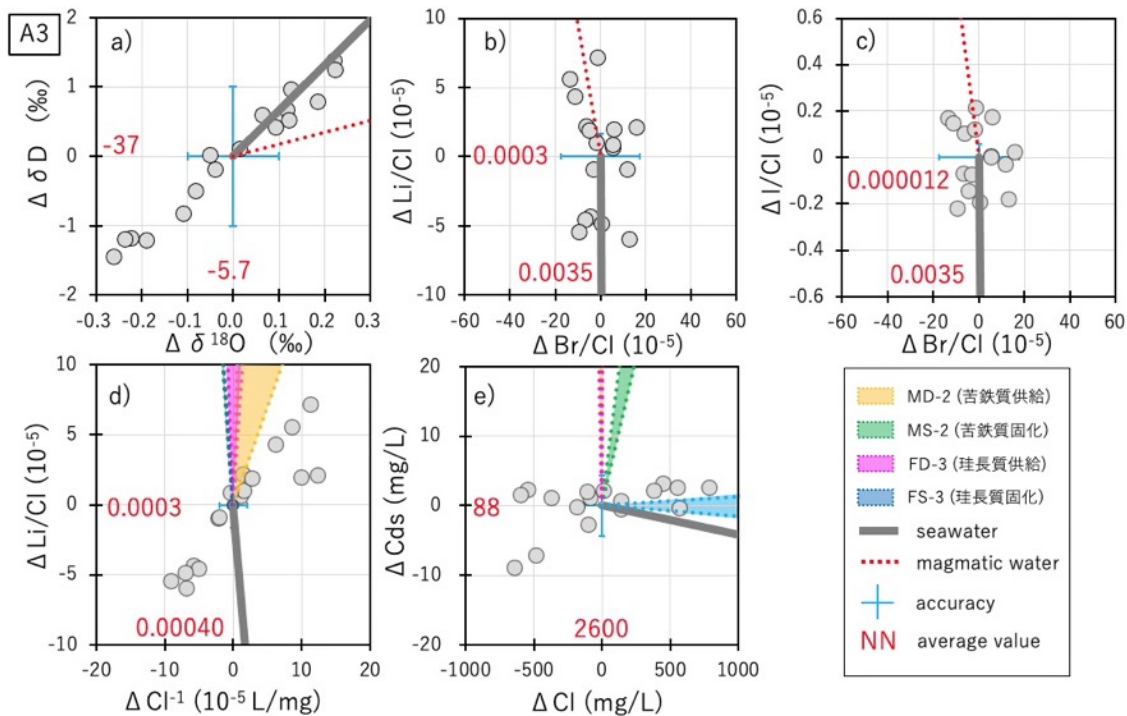 A3
a)
Δ δ D (‰)
2
1
0
-1
-2
-37
-5.7
-0.3 -0.2 -0.1 0.0 0.1 0.2 0.3
Δ δ ¹⁸O (‰)
b)
Δ Li/Cl (10⁻⁵)
10
5
0
-5
-10
0.0003
0.0035
-60 -40 -20 0 20 40 60
Δ Br/Cl (10⁻⁵)
c)
Δ I/Cl (10⁻⁵)
0.6
0.4
0.2
0.0
-0.2
-0.4
-0.6
0.000012
0.0035
-60 -40 -20 0 20 40 60
Δ Br/Cl (10⁻⁵)
d)
Δ Li/Cl (10⁻⁵)
10
5
0
-5
-10
0.0003
0.00040
-20 -10 0 10 20
Δ Cl⁻¹ (10⁻⁵ L/mg)
e)
Δ Cds (mg/L)
20
10
0
-10
-20
88
2600
-1000 -500 0 500 1000
Δ Cl (mg/L)
MD-2 (苦鉄質供給)
MS-2 (苦鉄質固化)
FD-3 (珪長質供給)
FS-3 (珪長質固化)
seawater
magmatic water
accuracy
NN average value